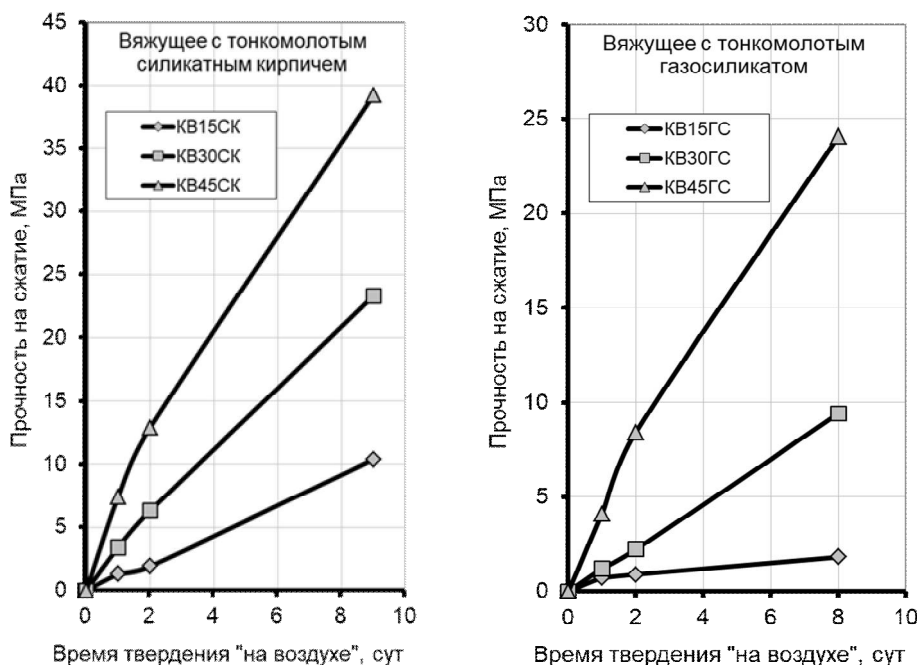 Вяжущее с тонкомолотым
силикатным кирпичем
КВ15СК
КВ30СК
КВ45СК
Прочность на сжатие, МПа
45
40
35
30
25
20
15
10
5
0
0 2 4 6 8 10
Время твердения "на воздухе", сут
Вяжущее с тонкомолотым
газосиликатом
КВ15ГС
КВ30ГС
КВ45ГС
Прочность на сжатие, МПа
30
25
20
15
10
5
0
0 2 4 6 8 10
Время твердения "на воздухе", сут